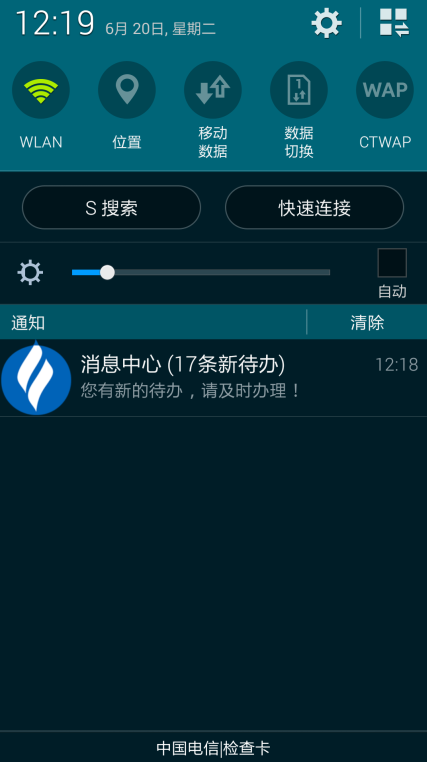 12:19 6月 20日, 星期二
WLAN
位置
移动
数据
1
数据
切换
WAP
CTWAP
S 搜索
快速连接
自动
通知
清除
消息中心 (17条新待办)
12:18
您有新的待办，请及时办理！
中国电信|检查卡